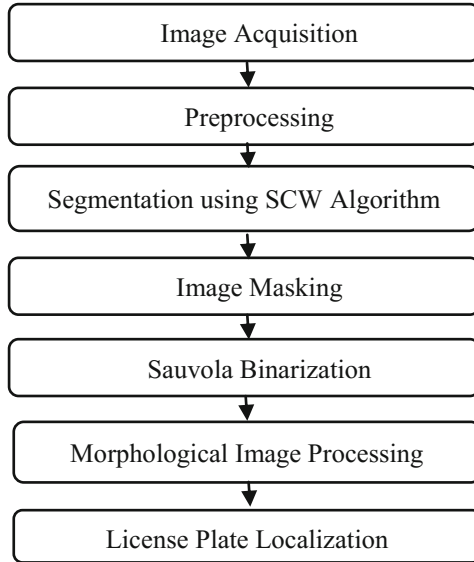 Image Acquisition
Preprocessing
Segmentation using SCW Algorithm
Image Masking
Sauvola Binarization
Morphological Image Processing
License Plate Localization